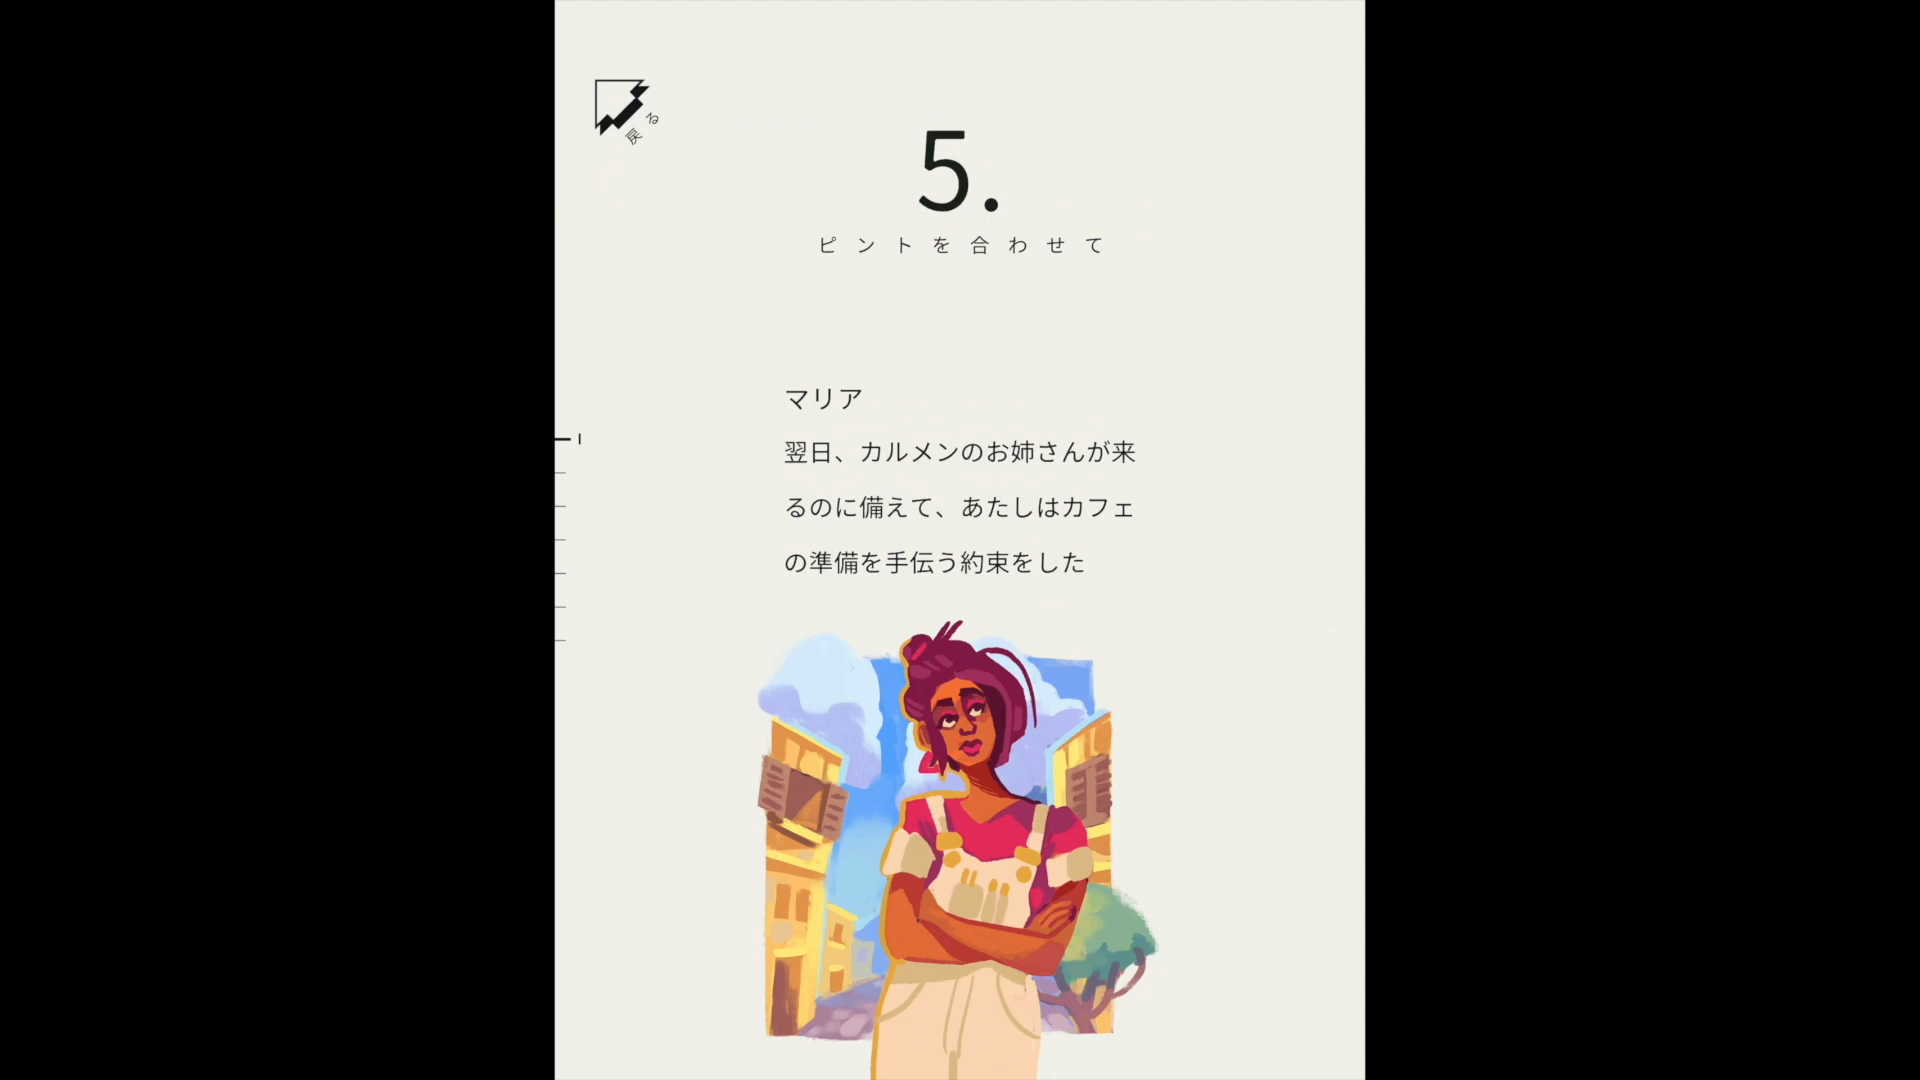 戻る
5.
ピントを合わせて
マリア
翌日、カルメンのお姉さんが来
るのに備えて、あたしはカフェ
の準備を手伝う約束をした
I